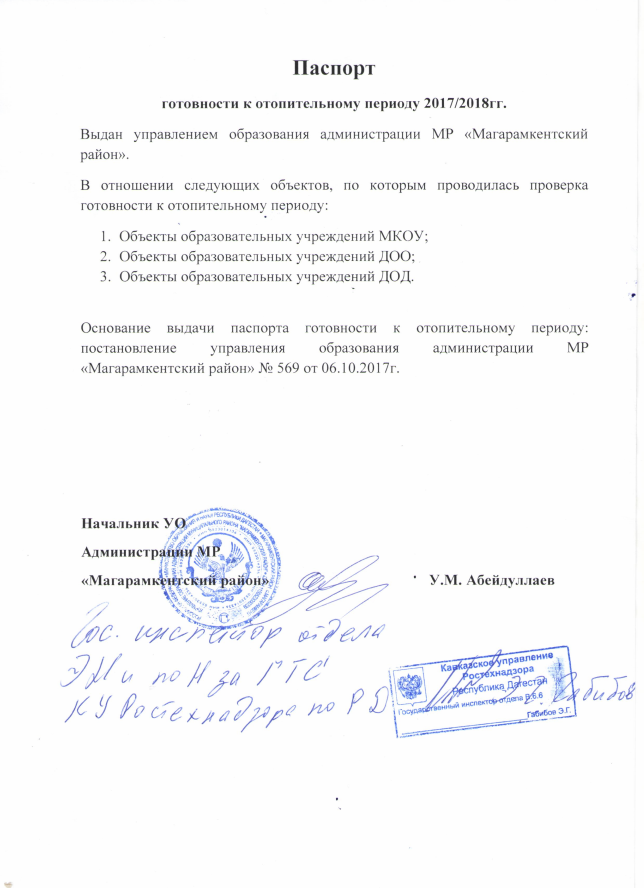 Паспорт
готовности к отопительному периоду 2017/2018гг.
Выдан управлением образования администрации МР «Магарамкентский
район».
В отношении следующих объектов, по которым проводилась проверка
готовности к отопительному периоду:
1. Объекты образовательных учреждений МКОУ;
2. Объекты образовательных учреждений ДОО;
3. Объекты образовательных учреждений ДОД.
Основание выдачи паспорта готовности к отопительному периоду:
постановление управления образования администрации МР
«Магарамкентский район» № 569 от 06.10.2017г.
Начальник УО
Администрации МР
«Магарамкентский район» У.М. Абейдуллаев
Гос. инспектор отдела
ЭН и по Н за ГТС
КУ Ростехнадзора по РД Габибов
Кавказское управление
Ростехнадзора
Республика Дагестан
Государственный инспектор отдела В.6.6
Габибов Э.Г.